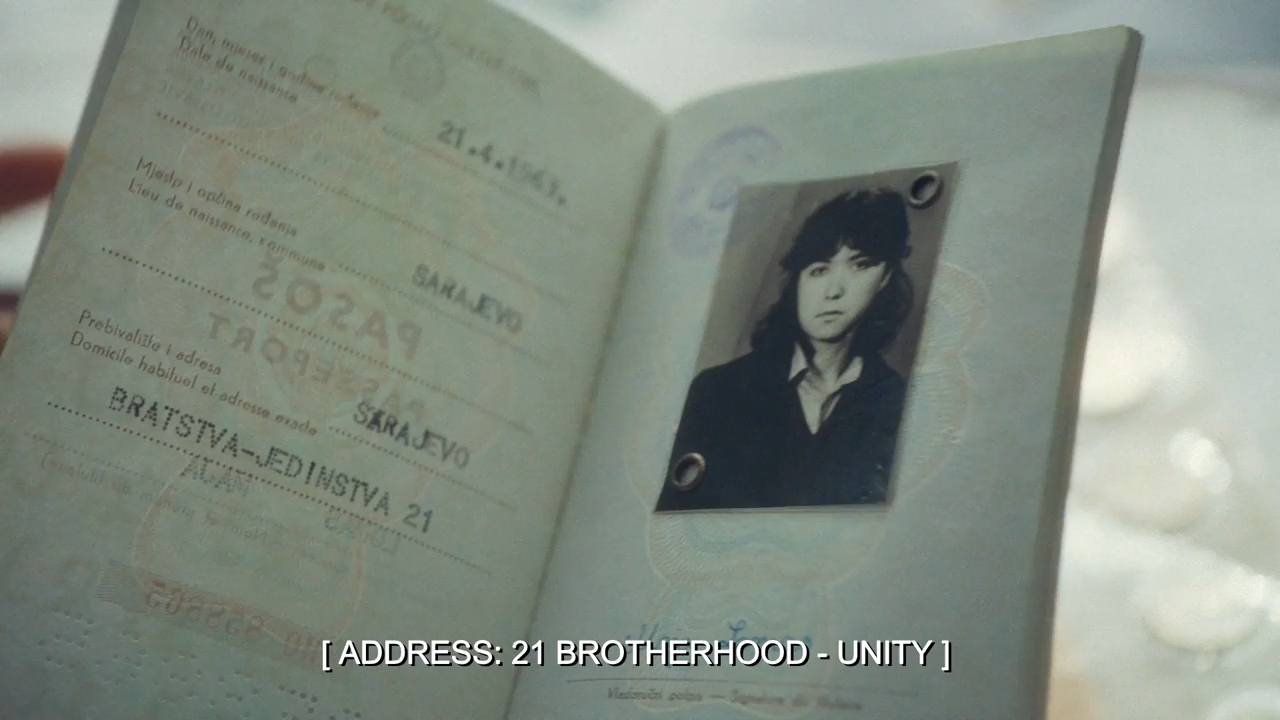 Dan, mjesec i godina rođenja
Date de naissance
21.4.1963.
Mjesto i općina rođenja
Lieu de naissance, commune
SARAJEVO
PASOŠ
PASSEPORT
Prebivalište i adresa
Domicile habituel et adresse exacte
SARAJEVO
BRATSTVA-JEDINSTVA 21
[ ADDRESS: 21 BROTHERHOOD - UNITY ]
Vlastoručni potpis — Signature du titulaire